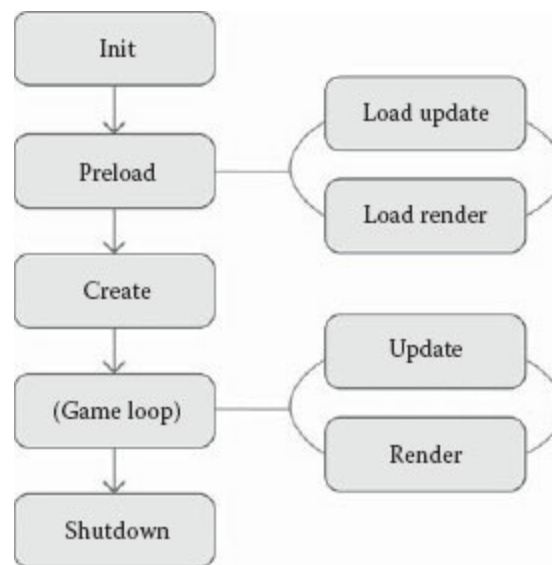 Init
Preload
Load update
Load render
Create
(Game loop)
Update
Render
Shutdown